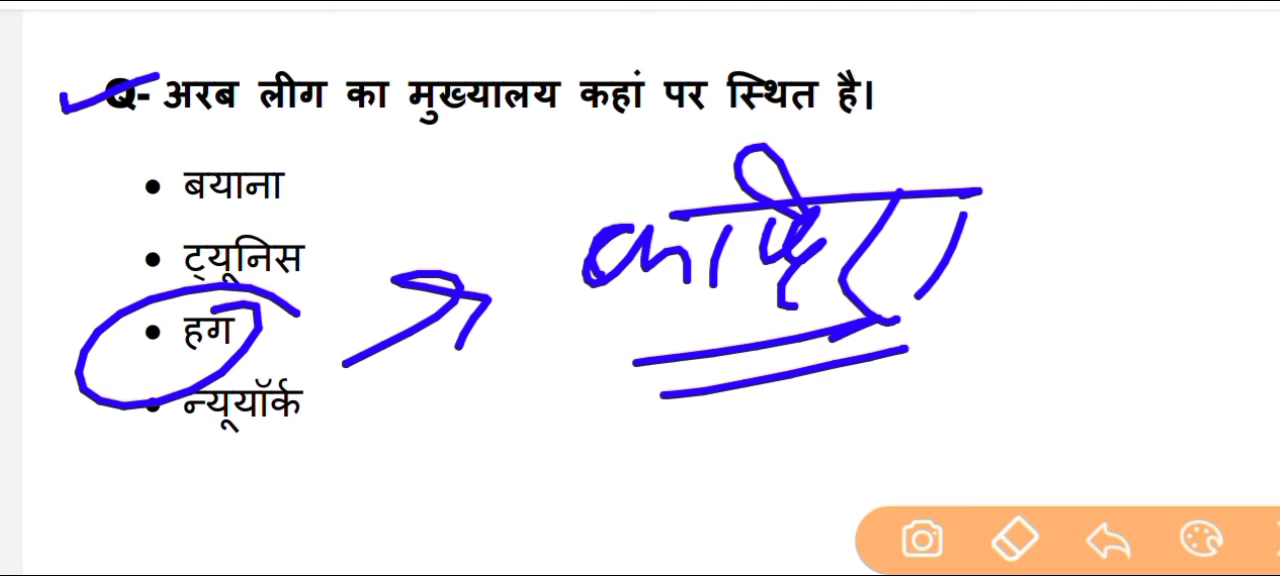 Q- अरब लीग का मुख्यालय कहां पर स्थित है।
• बयाना
• ट्यूनिस
• हग
• न्यूयॉर्क
काहिरा